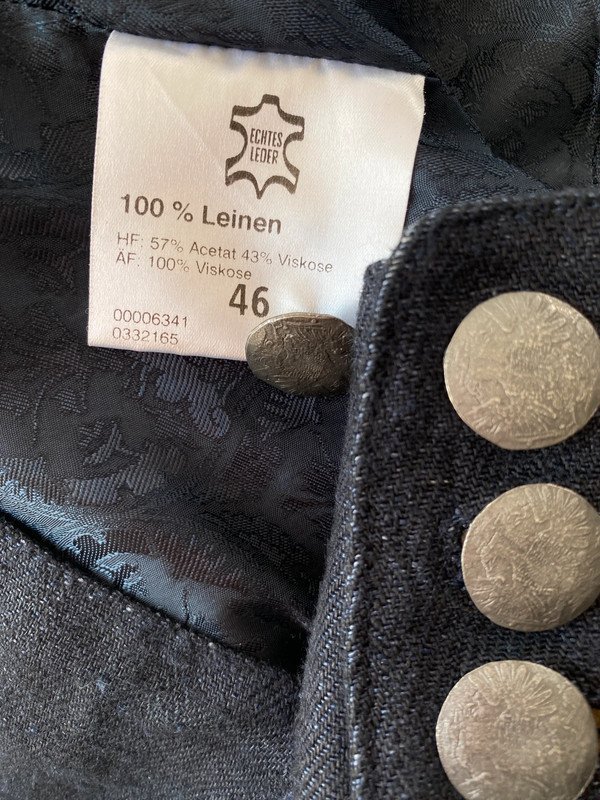 ECHTES
LEDER
100 % Leinen
HF: 57% Acetat 43% Viskose
ÄF: 100% Viskose
46
00006341
0332165